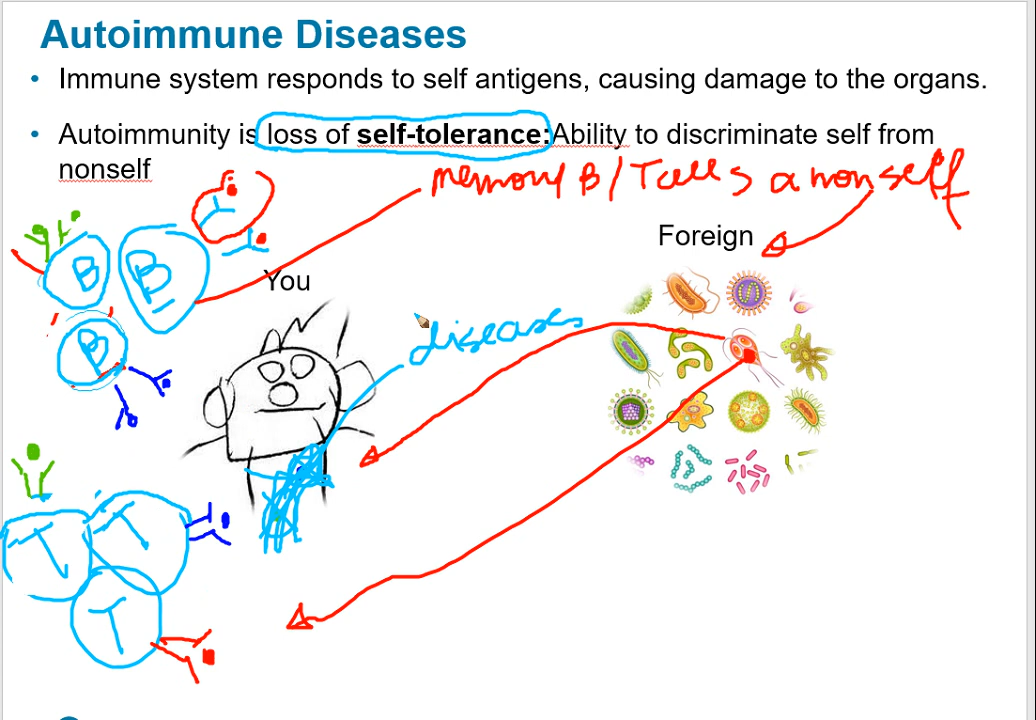 Autoimmune Diseases
• Immune system responds to self antigens, causing damage to the organs.
• Autoimmunity is loss of self-tolerance:Ability to discriminate self from
nonself
memory B/T cells a nonself
Foreign
B
B
You
B
diseases
T
T
T